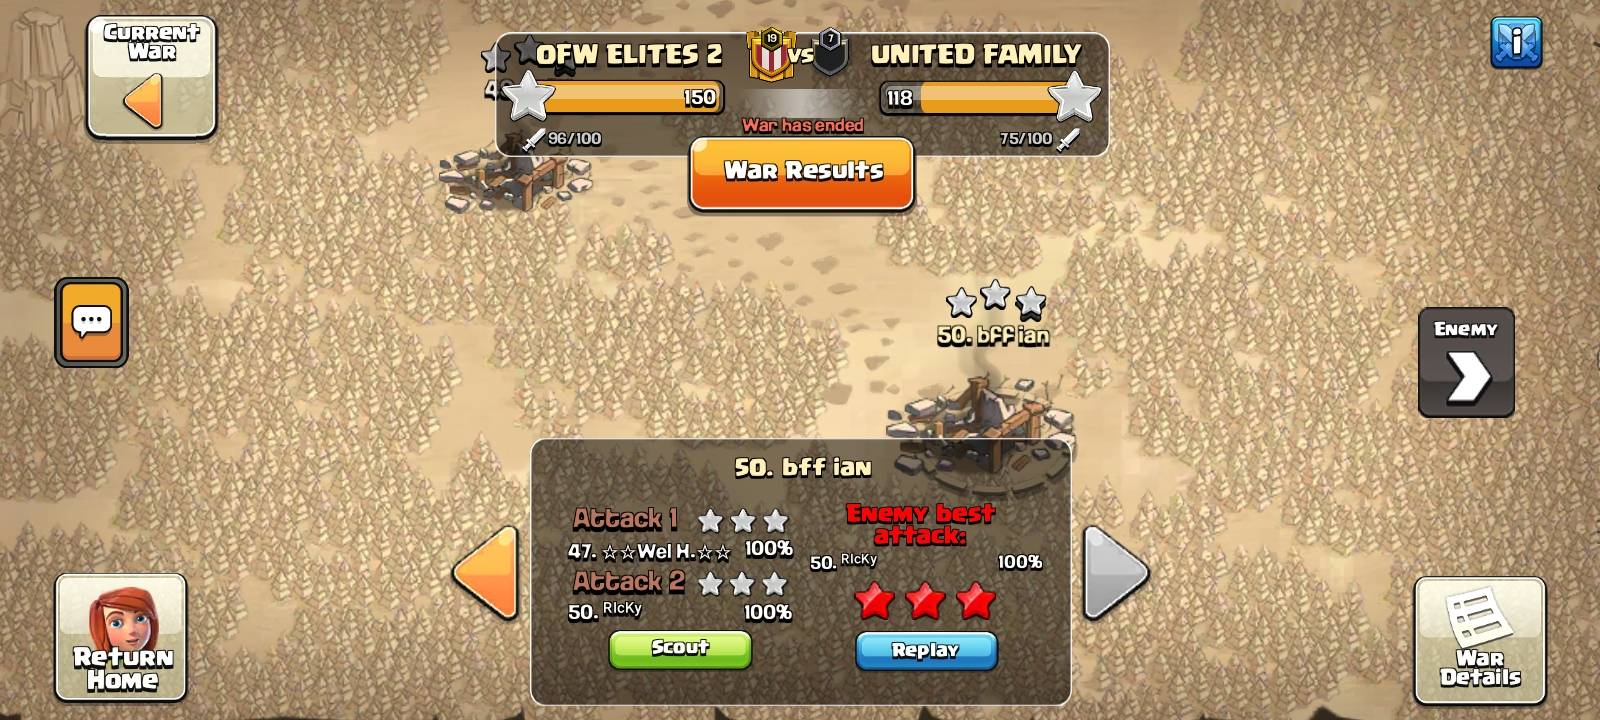 Current
War
OFW ELITES 2
19
vs
7
UNITED FAMILY
150
118
War has ended
96/100
75/100
War Results
50. bff ian
Enemy
50. bff ian
Attack 1
47. ☆☆Wel H.☆☆ 100%
Attack 2
50. RIcKy 100%
Scout
Enemy best
attack:
50. RIcKy 100%
Replay
Return
Home
War
Details